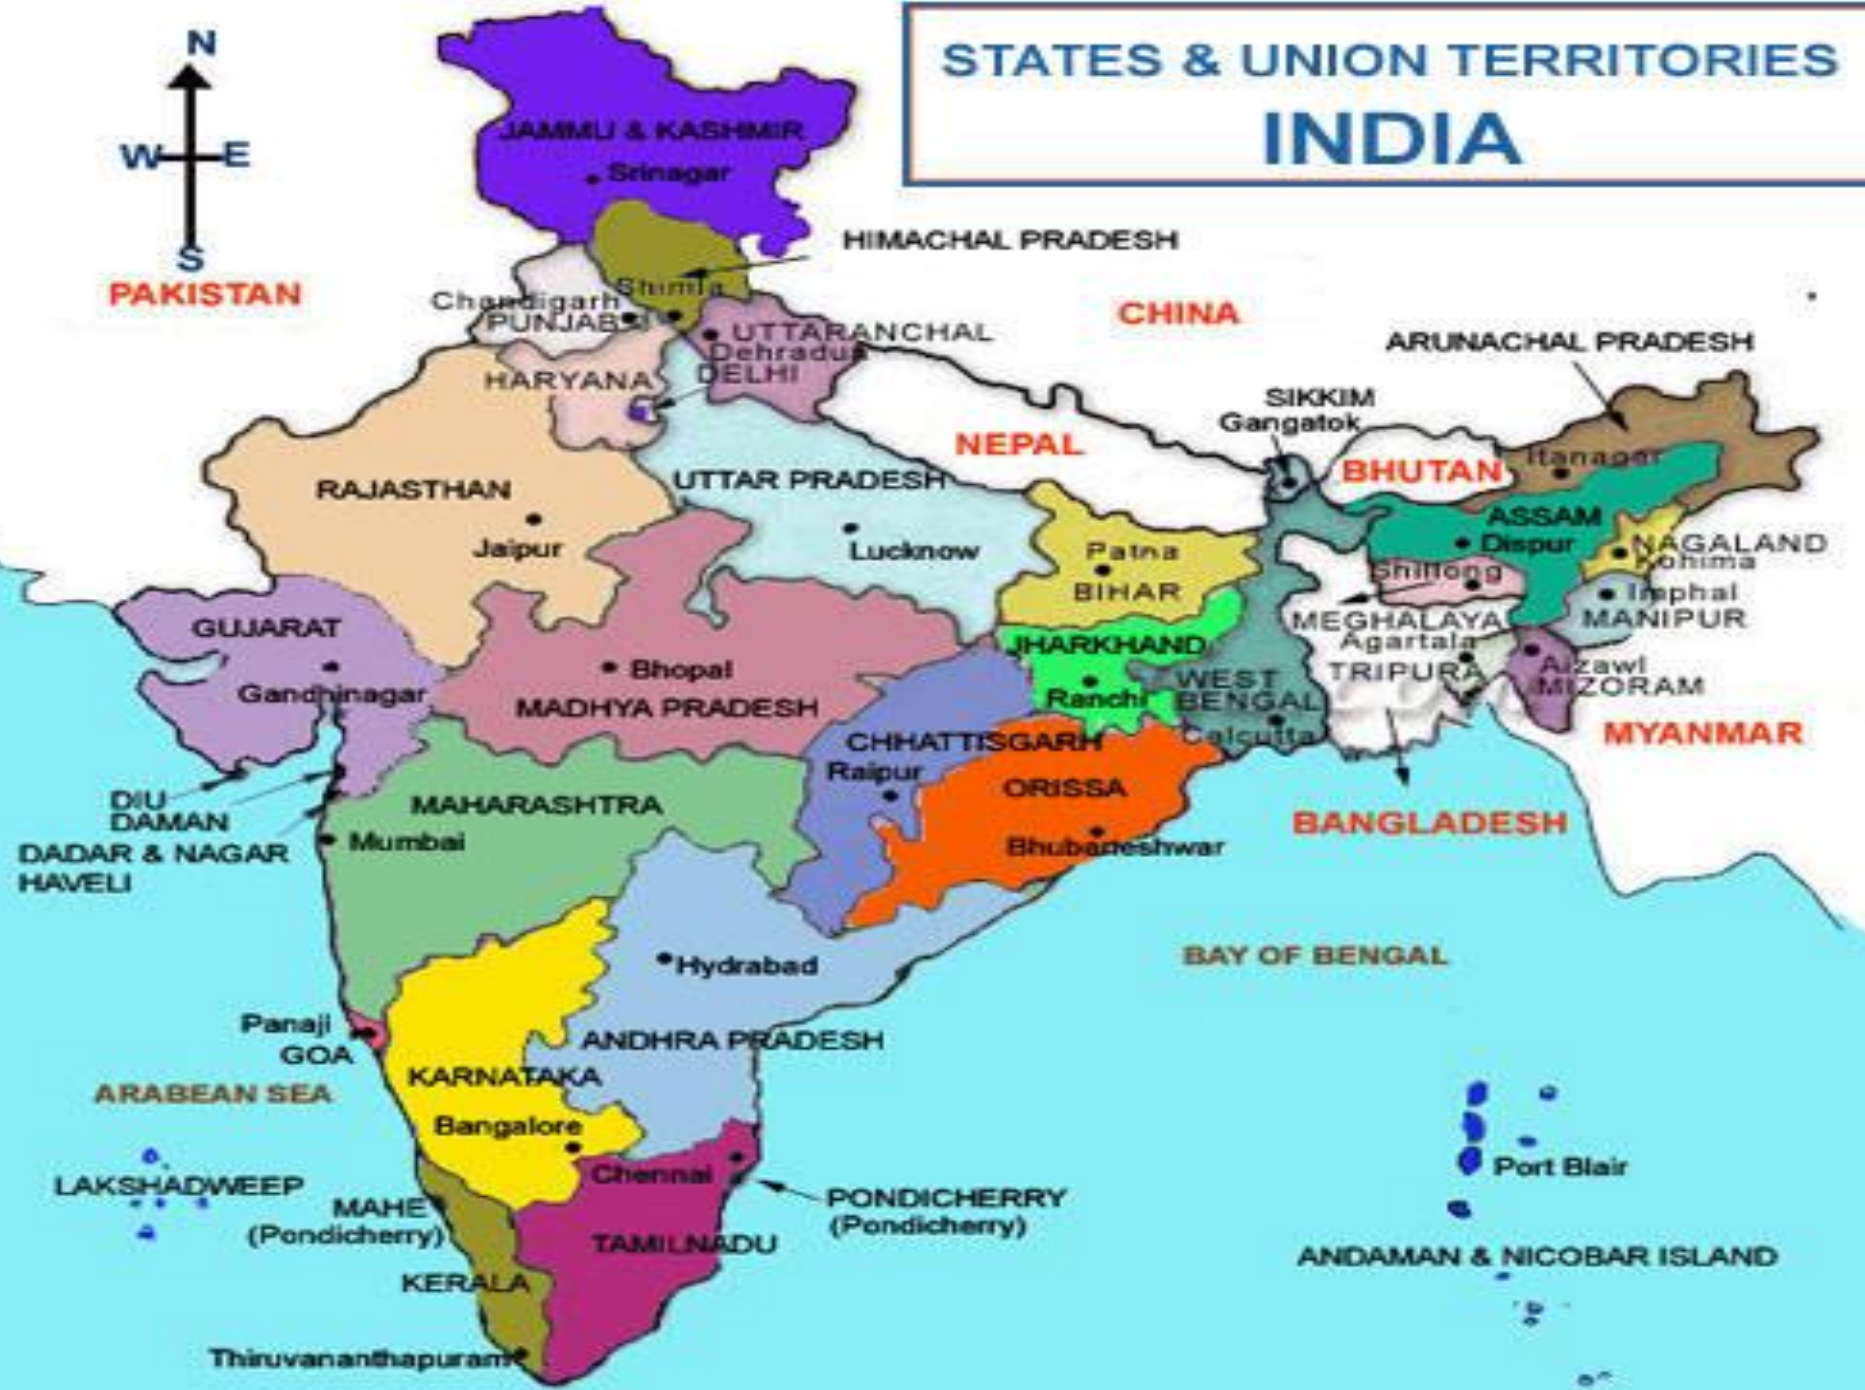 N
STATES & UNION TERRITORIES
INDIA
W E
S
JAMMU & KASHMIR
Srinagar
HIMACHAL PRADESH
PAKISTAN
Shimla
Chandigarh
PUNJAB
CHINA
UTTARANCHAL
Dehradun
DELHI
HARYANA
ARUNACHAL PRADESH
SIKKIM
Gangatok
NEPAL
BHUTAN
Itanagar
RAJASTHAN
Jaipur
UTTAR PRADESH
Lucknow
Patna
BIHAR
ASSAM
Dispur
NAGALAND
Kohima
Shillong
MEGHALAYA
Imphal
MANIPUR
Agartala
TRIPURA
Aizawl
MIZORAM
MYANMAR
GUJARAT
Gandhinagar
Bhopal
MADHYA PRADESH
JHARKHAND
Ranchi
WEST
BENGAL
Calcutta
CHHATTISGARH
Raipur
ORISSA
Bhubaneshwar
BANGLADESH
DIU
DAMAN
DADAR & NAGAR
HAVELI
MAHARASHTRA
Mumbai
BAY OF BENGAL
Hydrabad
ANDHRA PRADESH
Panaji
GOA
ARABEAN SEA
KARNATAKA
Bangalore
Chennai
LAKSHADWEEP
MAHE
(Pondicherry)
PONDICHERRY
(Pondicherry)
TAMILNADU
KERALA
Thiruvananthapuram
Port Blair
ANDAMAN & NICOBAR ISLAND